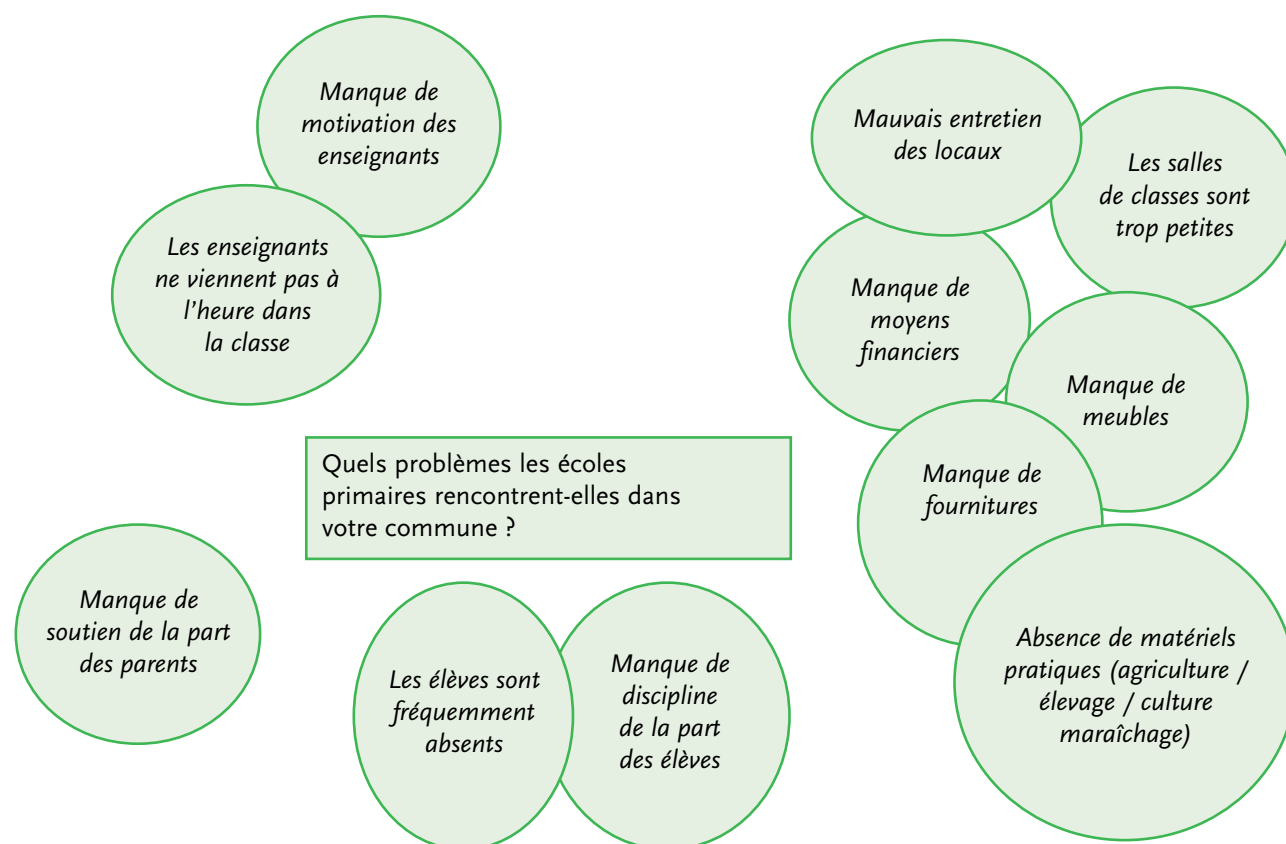 Manque de
motivation des
enseignants
Les enseignants
ne viennent pas à
l'heure dans
la classe
Mauvais entretien
des locaux
Les salles
de classes sont
trop petites
Manque de
moyens
financiers
Manque de
meubles
Manque de
fournitures
Quels problèmes les écoles
primaires rencontrent-elles dans
votre commune ?
Manque de
soutien de la part
des parents
Les élèves sont
fréquemment
absents
Manque de
discipline
de la part
des élèves
Absence de matériels
pratiques (agriculture /
élevage / culture
maraîchage)